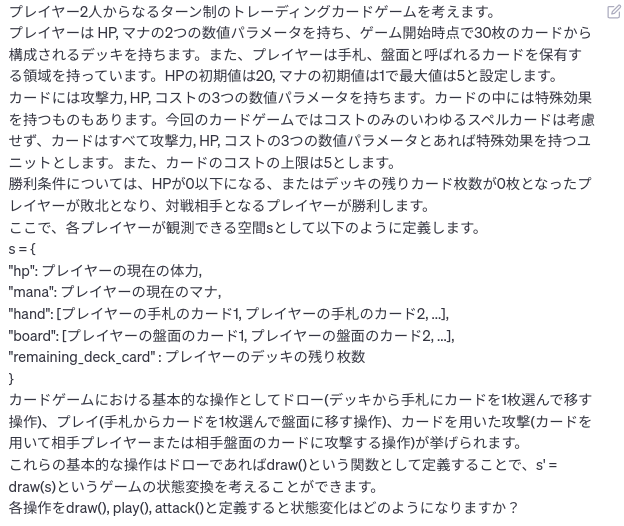 プレイヤー2人からなるターン制のトレーディングカードゲームを考えます。
プレイヤーは HP, マナの2つの数値パラメータを持ち、ゲーム開始時点で30枚のカードから
構成されるデッキを持ちます。また、プレイヤーは手札、盤面と呼ばれるカードを保有す
る領域を持っています。HPの初期値は20, マナの初期値は1で最大値は5と設定します。
カードには攻撃力, HP, コストの3つの数値パラメータを持ちます。カードの中には特殊効果
を持つものもあります。今回のカードゲームではコストのみのいわゆるスペルカードは考慮
せず、カードはすべて攻撃力, HP, コストの3つの数値パラメータとあれば特殊効果を持つユ
ニットとします。また、カードのコストの上限は5とします。
勝利条件については、HPが0以下になる、またはデッキの残りカード枚数が0枚となったプ
レイヤーが敗北となり、対戦相手となるプレイヤーが勝利します。
ここで、各プレイヤーが観測できる空間sとして以下のように定義します。
s = {
"hp": プレイヤーの現在の体力,
"mana": プレイヤーの現在のマナ,
"hand": [プレイヤーの手札のカード1, プレイヤーの手札のカード2, ...],
"board": [プレイヤーの盤面のカード1, プレイヤーの盤面のカード2, ...],
"remaining_deck_card" : プレイヤーのデッキの残り枚数
}
カードゲームにおける基本的な操作としてドロー(デッキから手札にカードを1枚選んで移す
操作)、プレイ(手札からカードを1枚選んで盤面に移す操作)、カードを用いた攻撃(カードを
用いて相手プレイヤーまたは相手盤面のカードに攻撃する操作)が挙げられます。
これらの基本的な操作はドローであればdraw()という関数として定義することで、s' =
draw(s)というゲームの状態変換を考えることができます。
各操作をdraw(), play(), attack()と定義すると状態変化はどのようになりますか？